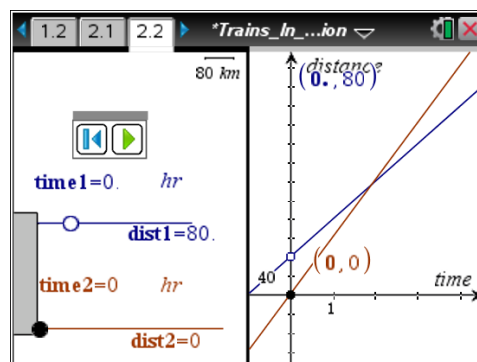 1.2 2.1 2.2 *Trains_In_...ion
80 km
time1=0. hr
dist1=80.
time2=0 hr
dist2=0
distance
(0.,80)
(0,0)
40
time
1